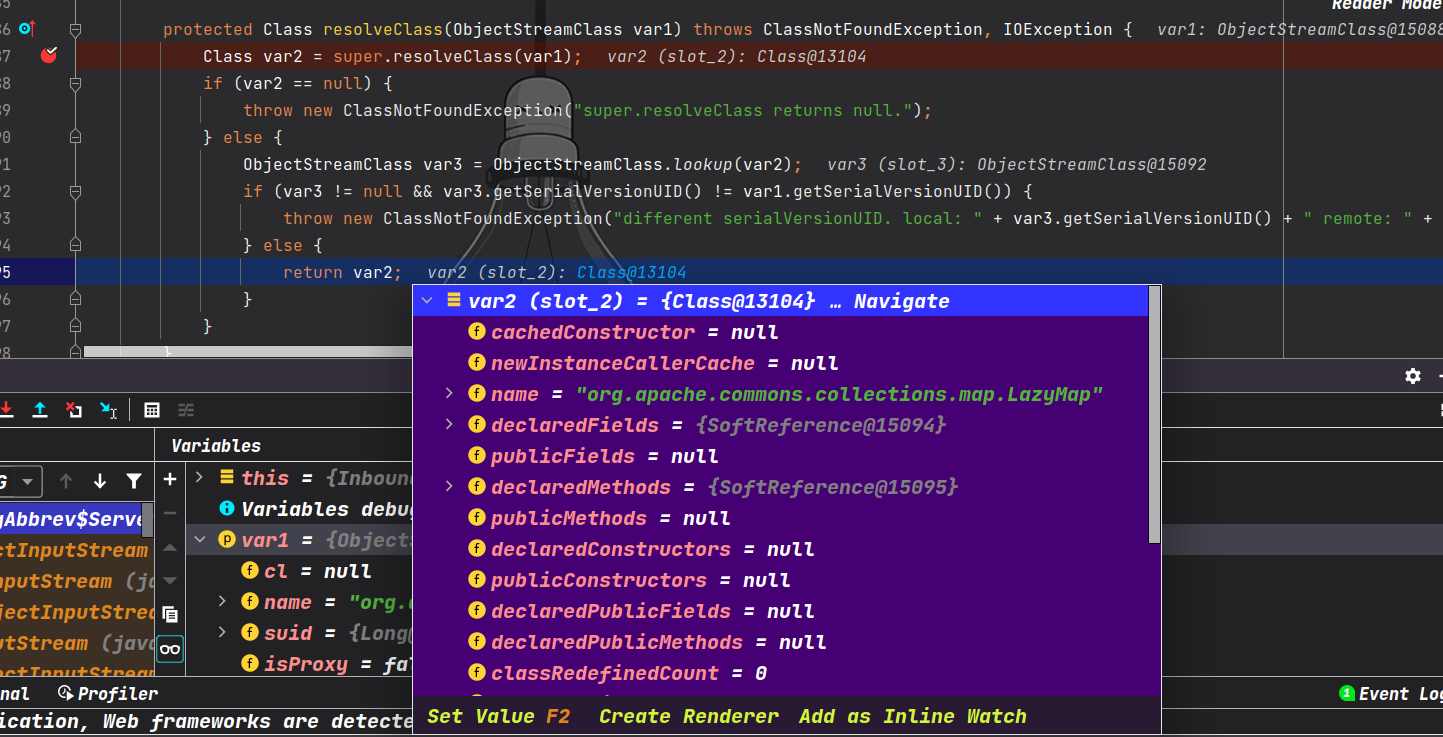 85
Reader Mode
86 protected Class resolveClass(ObjectStreamClass var1) throws ClassNotFoundException, IOException { var1: ObjectStreamClass@15088
87 Class var2 = super.resolveClass(var1); var2 (slot_2): Class@13104
88 if (var2 == null) {
89 throw new ClassNotFoundException("super.resolveClass returns null.");
90 } else {
91 ObjectStreamClass var3 = ObjectStreamClass.lookup(var2); var3 (slot_3): ObjectStreamClass@15092
92 if (var3 != null && var3.getSerialVersionUID() != var1.getSerialVersionUID()) {
93 throw new ClassNotFoundException("different serialVersionUID. local: " + var3.getSerialVersionUID() + " remote: " +
94 } else {
95 return var2; var2 (slot_2): Class@13104
96 }
97 }
98 }
var2 (slot_2) = {Class@13104} … Navigate
cachedConstructor = null
newInstanceCallerCache = null
name = "org.apache.commons.collections.map.LazyMap"
declaredFields = {SoftReference@15094}
publicFields = null
declaredMethods = {SoftReference@15095}
publicMethods = null
declaredConstructors = null
publicConstructors = null
declaredPublicFields = null
declaredPublicMethods = null
classRedefinedCount = 0
Set Value F2 Create Renderer Add as Inline Watch
Variables
this = {Inboun
Variables debug
var1 = {ObjectS
cl = null
name = "org.a
suid = {Long@
isProxy = fal
G
gAbbrev$Serve
ctInputStream
nputStream (ja
jectInputStrea
utStream (java
ectInputStream
nal Profiler
1 Event Log
ication, Web frameworks are detecte